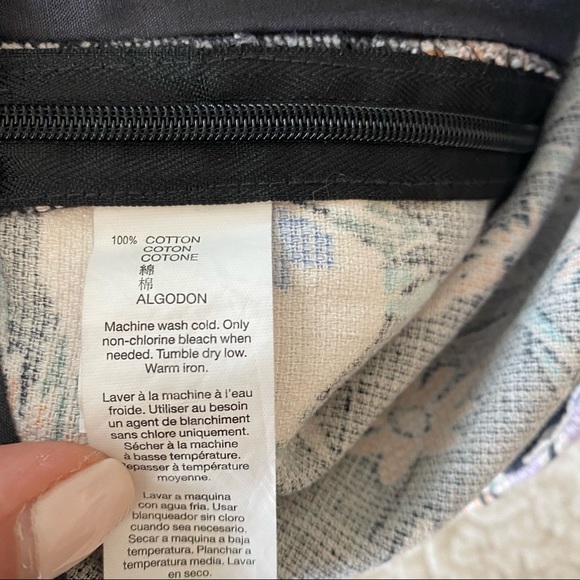 100% COTTON
COTON
COTONE
綿
棉
ALGODON
Machine wash cold. Only
non-chlorine bleach when
needed. Tumble dry low.
Warm iron.
Laver à la machine à l'eau
froide. Utiliser au besoin
un agent de blanchiment
sans chlore uniquement.
Sécher à la machine
à basse température.
epasser à température
moyenne.
Lavar a maquina
con agua fria. Usar
blanqueador sin cloro
cuando sea necesario.
Secar a maquina a baja
temperatura. Planchar a
temperatura media. Lavar
en seco.